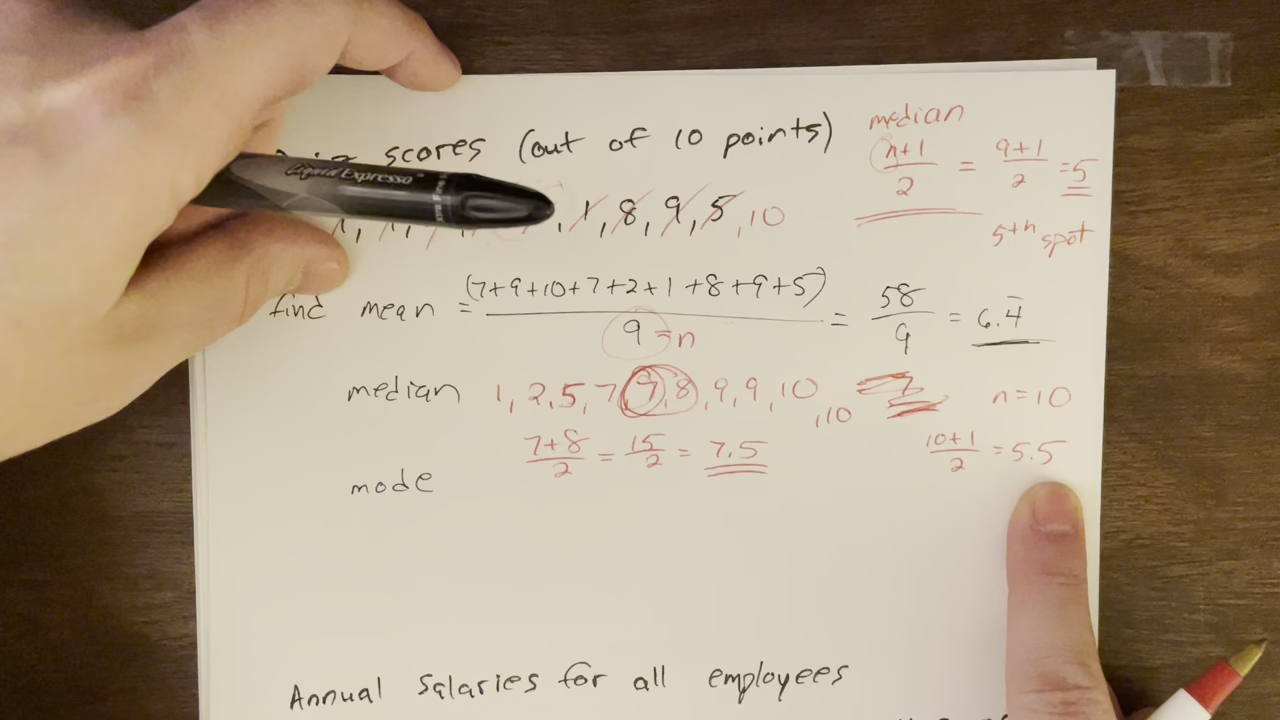 scores (out of 10 points)
, 1, 8, 9, 5, 10
find mean = (7+9+10+7+2+1+8+9+5) / 9 = n = 58/9 = 6.4̄
median 1, 2, 5, 7, 7, 8, 9, 9, 10, 10
7+8/2 = 15/2 = 7.5
mode
median
n+1/2 = 9+1/2 = 5
5th spot
n=10
10+1/2 = 5.5
Annual Salaries for all employees
Liquid Expresso